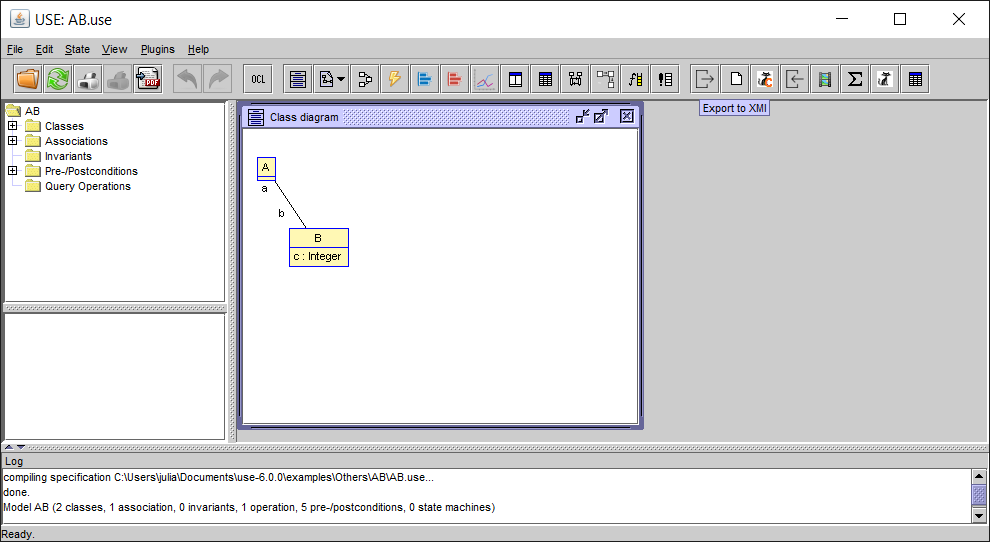 USE: AB.use
File Edit State View Plugins Help
PDF OCL
Export to XMI
AB
Classes
Associations
Invariants
Pre-/Postconditions
Query Operations
Class diagram
A
a
b
B
c : Integer
Log
compiling specification C:\Users\julia\Documents\use-6.0.0\examples\Others\AB\AB.use...
done.
Model AB (2 classes, 1 association, 0 invariants, 1 operation, 5 pre-/postconditions, 0 state machines)
Ready.